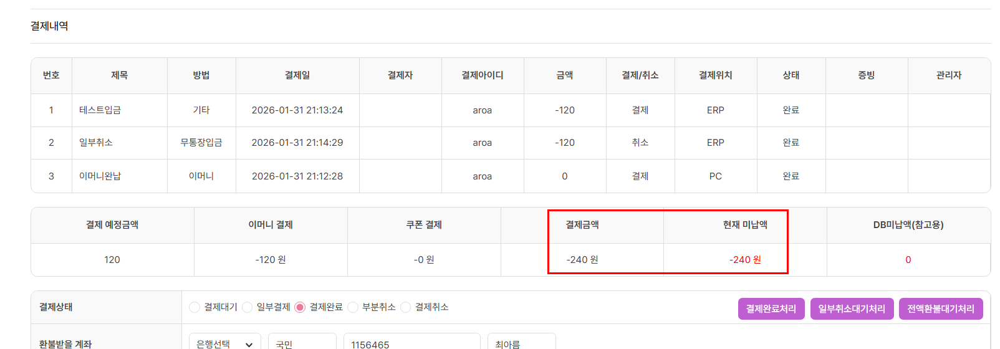 결제내역
번호 제목 방법 결제일 결제자 결제아이디 금액 결제/취소 결제위치 상태 증빙 관리자
1 테스트입금 기타 2026-01-31 21:13:24 aroa -120 결제 ERP 완료
2 일부취소 무통장입금 2026-01-31 21:14:29 aroa -120 취소 ERP 완료
3 이머니완납 이머니 2026-01-31 21:12:28 aroa 0 결제 PC 완료
결제 예정금액 이머니 결제 쿠폰 결제 결제금액 현재 미납액 DB미납액(참고용)
120 -120 원 -0 원 -240 원 -240 원 0
결제상태 결제대기 일부결제 결제완료 부분취소 결제취소 결제완료처리 일부취소대기처리 전액환불대기처리
환불받을 계좌 은행선택 국민 1156465 최아름